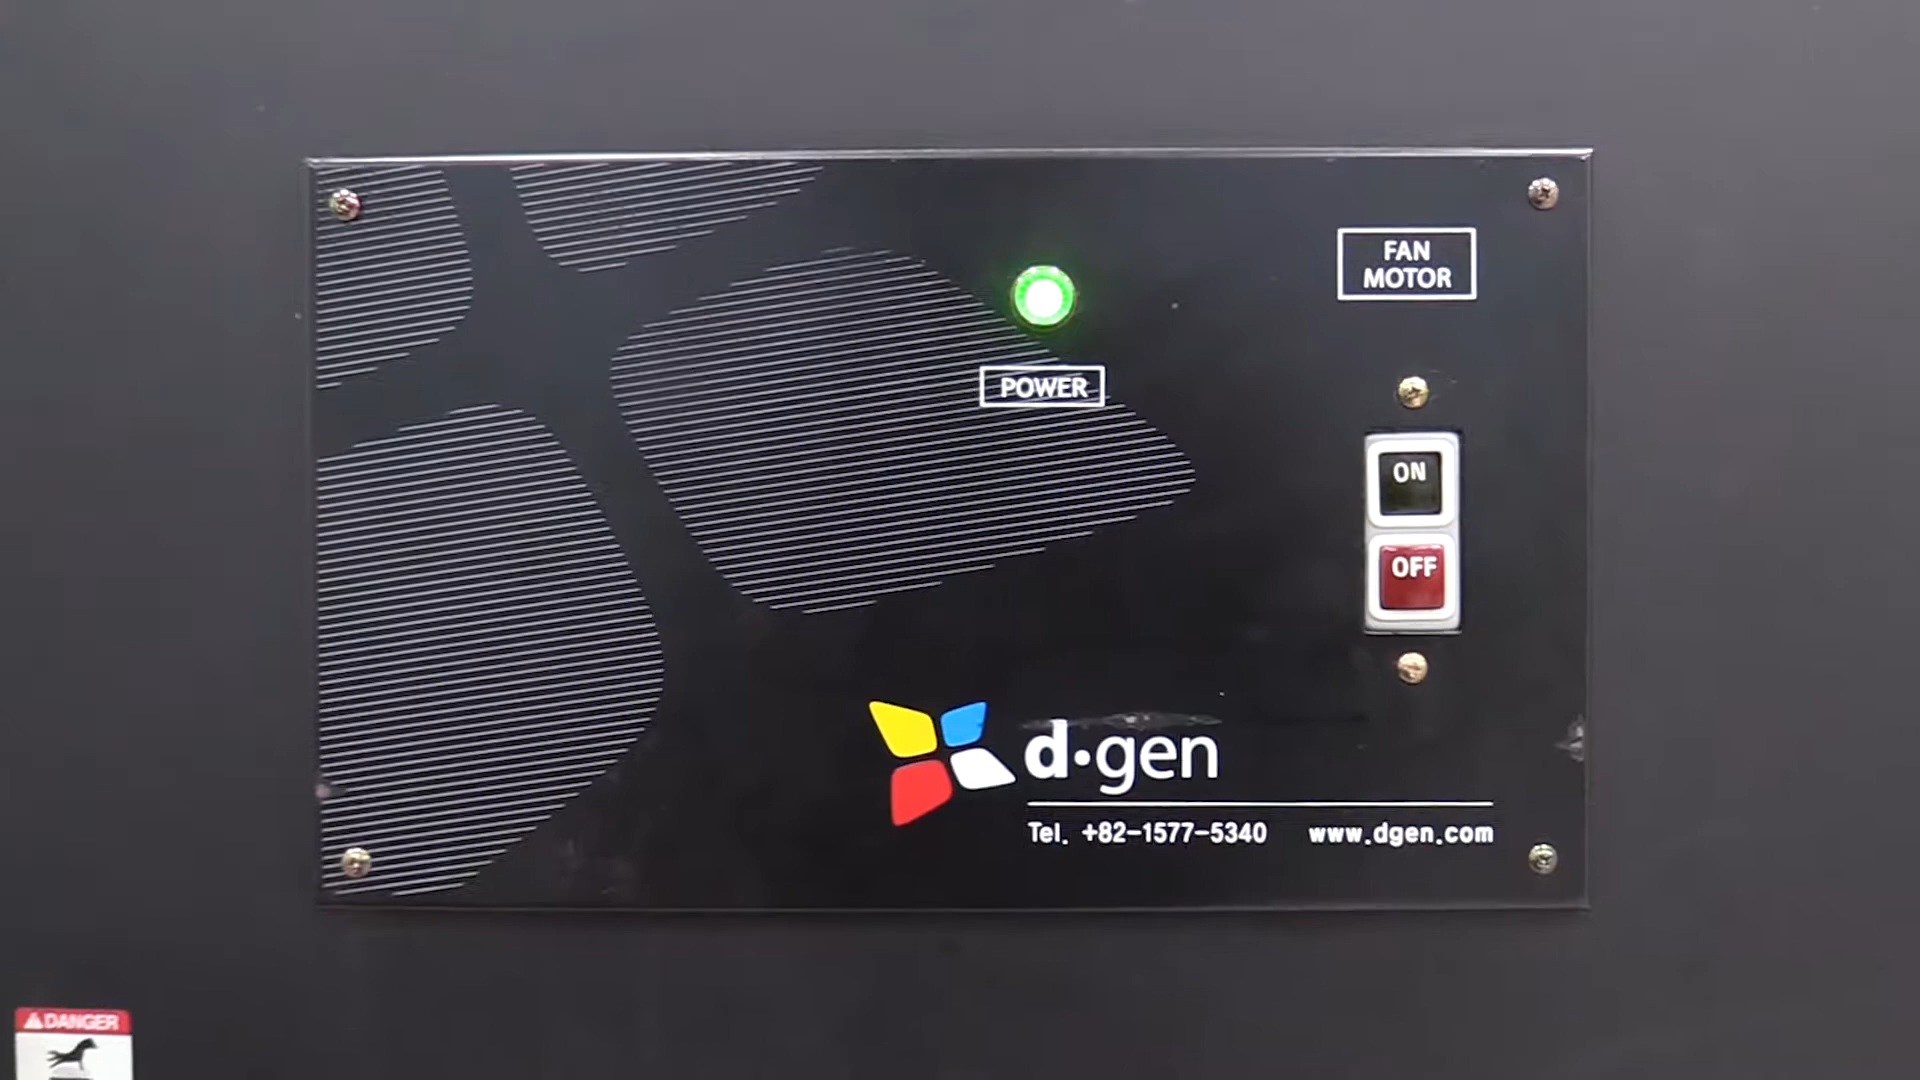 FAN
MOTOR
POWER
ON
OFF
d·gen
Tel. +82-1577-5340 www.dgen.com
DANGER